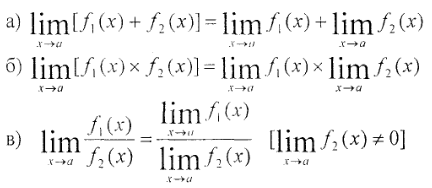 а) lim x→a [f₁(x) + f₂(x)] = lim x→a f₁(x) + lim x→a f₂(x)
б) lim x→a [f₁(x) × f₂(x)] = lim x→a f₁(x) × lim x→a f₂(x)
в) lim x→a f₁(x) / f₂(x) = lim x→a f₁(x) / lim x→a f₂(x) [lim x→a f₂(x) ≠ 0]